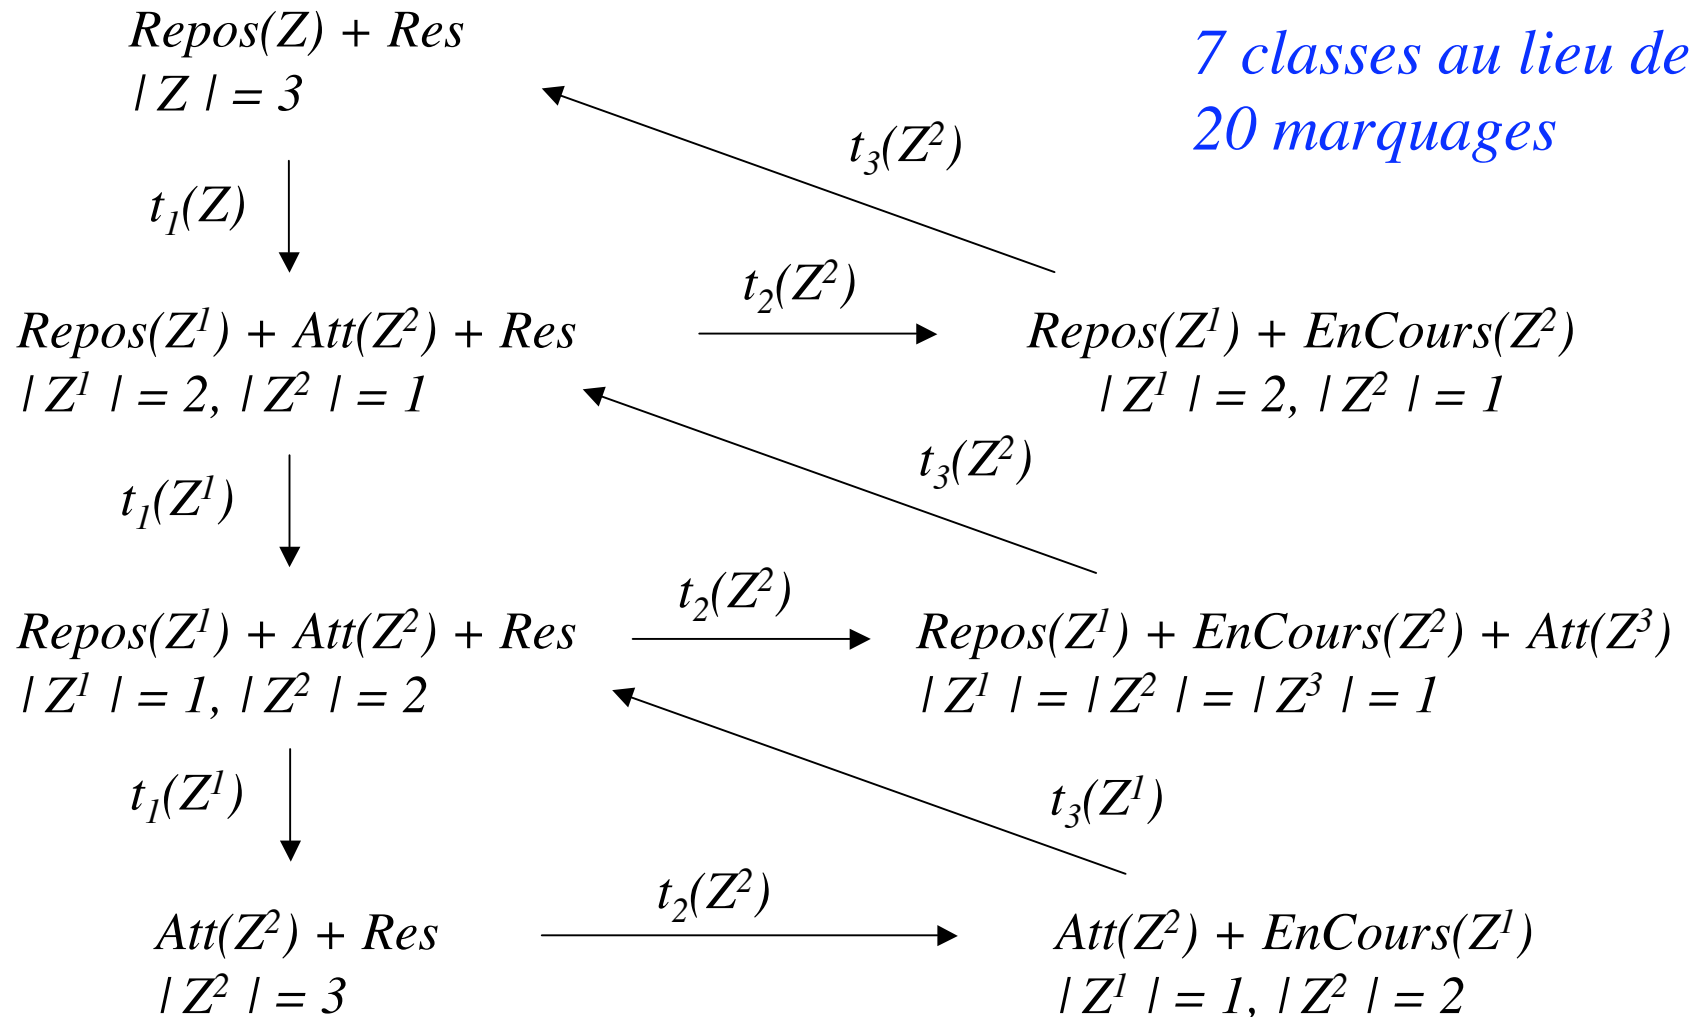 Repos(Z) + Res
| Z | = 3
7 classes au lieu de
20 marquages
t₃(Z²)
t₁(Z)
t₂(Z²)
Repos(Z¹) + Att(Z²) + Res
| Z¹ | = 2, | Z² | = 1
Repos(Z¹) + EnCours(Z²)
| Z¹ | = 2, | Z² | = 1
t₃(Z²)
t₁(Z¹)
t₂(Z²)
Repos(Z¹) + Att(Z²) + Res
| Z¹ | = 1, | Z² | = 2
Repos(Z¹) + EnCours(Z²) + Att(Z³)
| Z¹ | = | Z² | = | Z³ | = 1
t₁(Z¹)
t₃(Z¹)
t₂(Z²)
Att(Z²) + Res
| Z² | = 3
Att(Z²) + EnCours(Z¹)
| Z¹ | = 1, | Z² | = 2